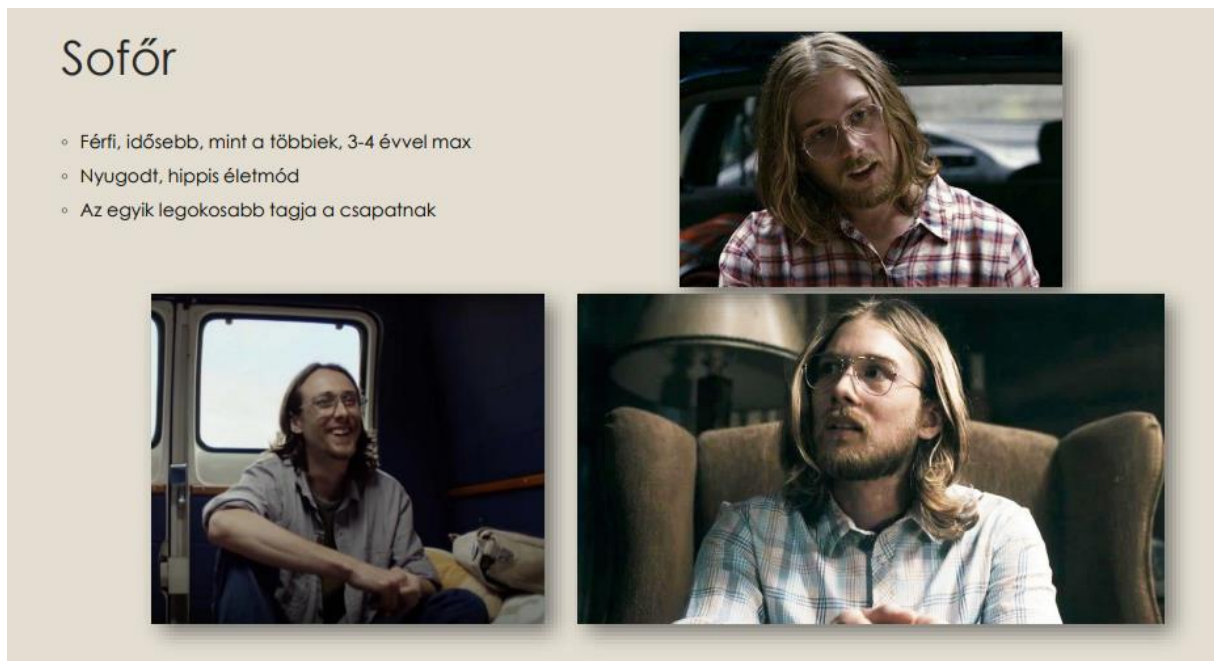 Sofőr
Férfi, idősebb, mint a többiek, 3-4 évvel max
Nyugodt, hippis életmód
Az egyik legokosabb tagja a csapatnak